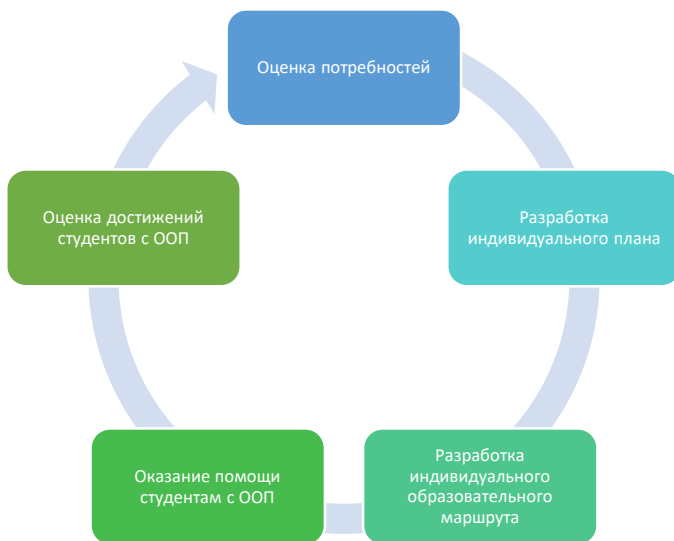 Оценка потребностей
Разработка
индивидуального плана
Разработка
индивидуального
образовательного
маршрута
Оказание помощи
студентам с ООП
Оценка достижений
студентов с ООП